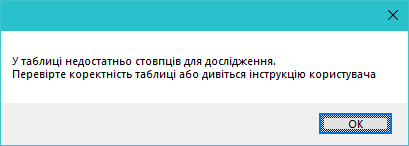 У таблиці недостатньо стовпців для дослідження.
Перевірте коректність таблиці або дивіться інструкцію користувача
OK